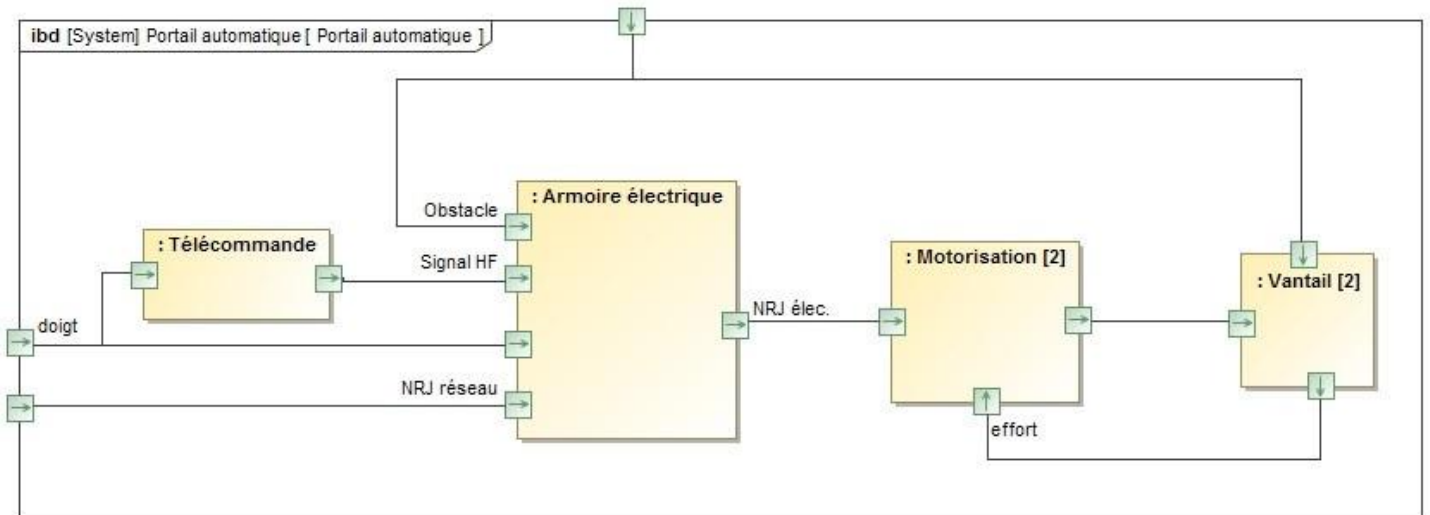 ibd [System] Portail automatique [ Portail automatique ]
: Armoire électrique
Obstacle
: Télécommande
Signal HF
: Motorisation [2]
: Vantail [2]
NRJ élec.
doigt
NRJ réseau
effort